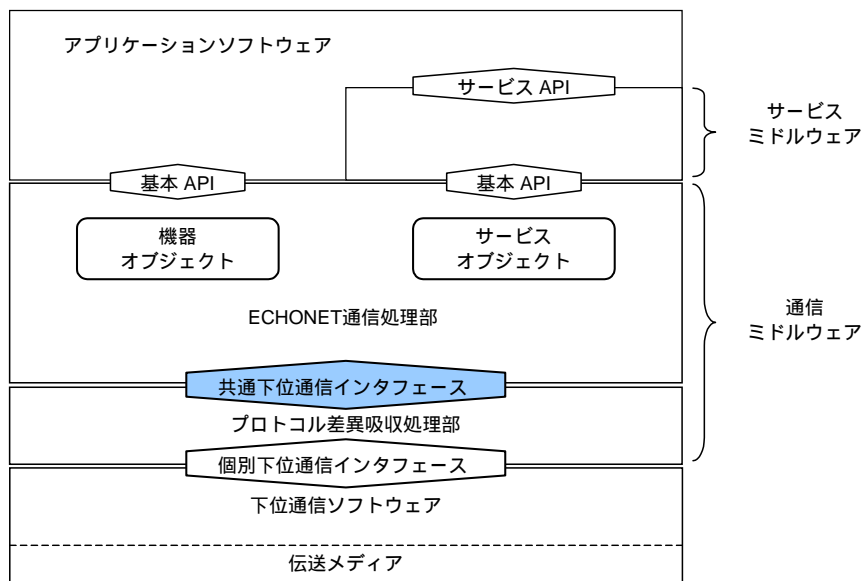 アプリケーションソフトウェア
サービス API
サービス
ミドルウェア
基本 API
基本 API
機器
オブジェクト
サービス
オブジェクト
ECHONET通信処理部
通信
ミドルウェア
共通下位通信インタフェース
プロトコル差異吸収処理部
個別下位通信インタフェース
下位通信ソフトウェア
伝送メディア